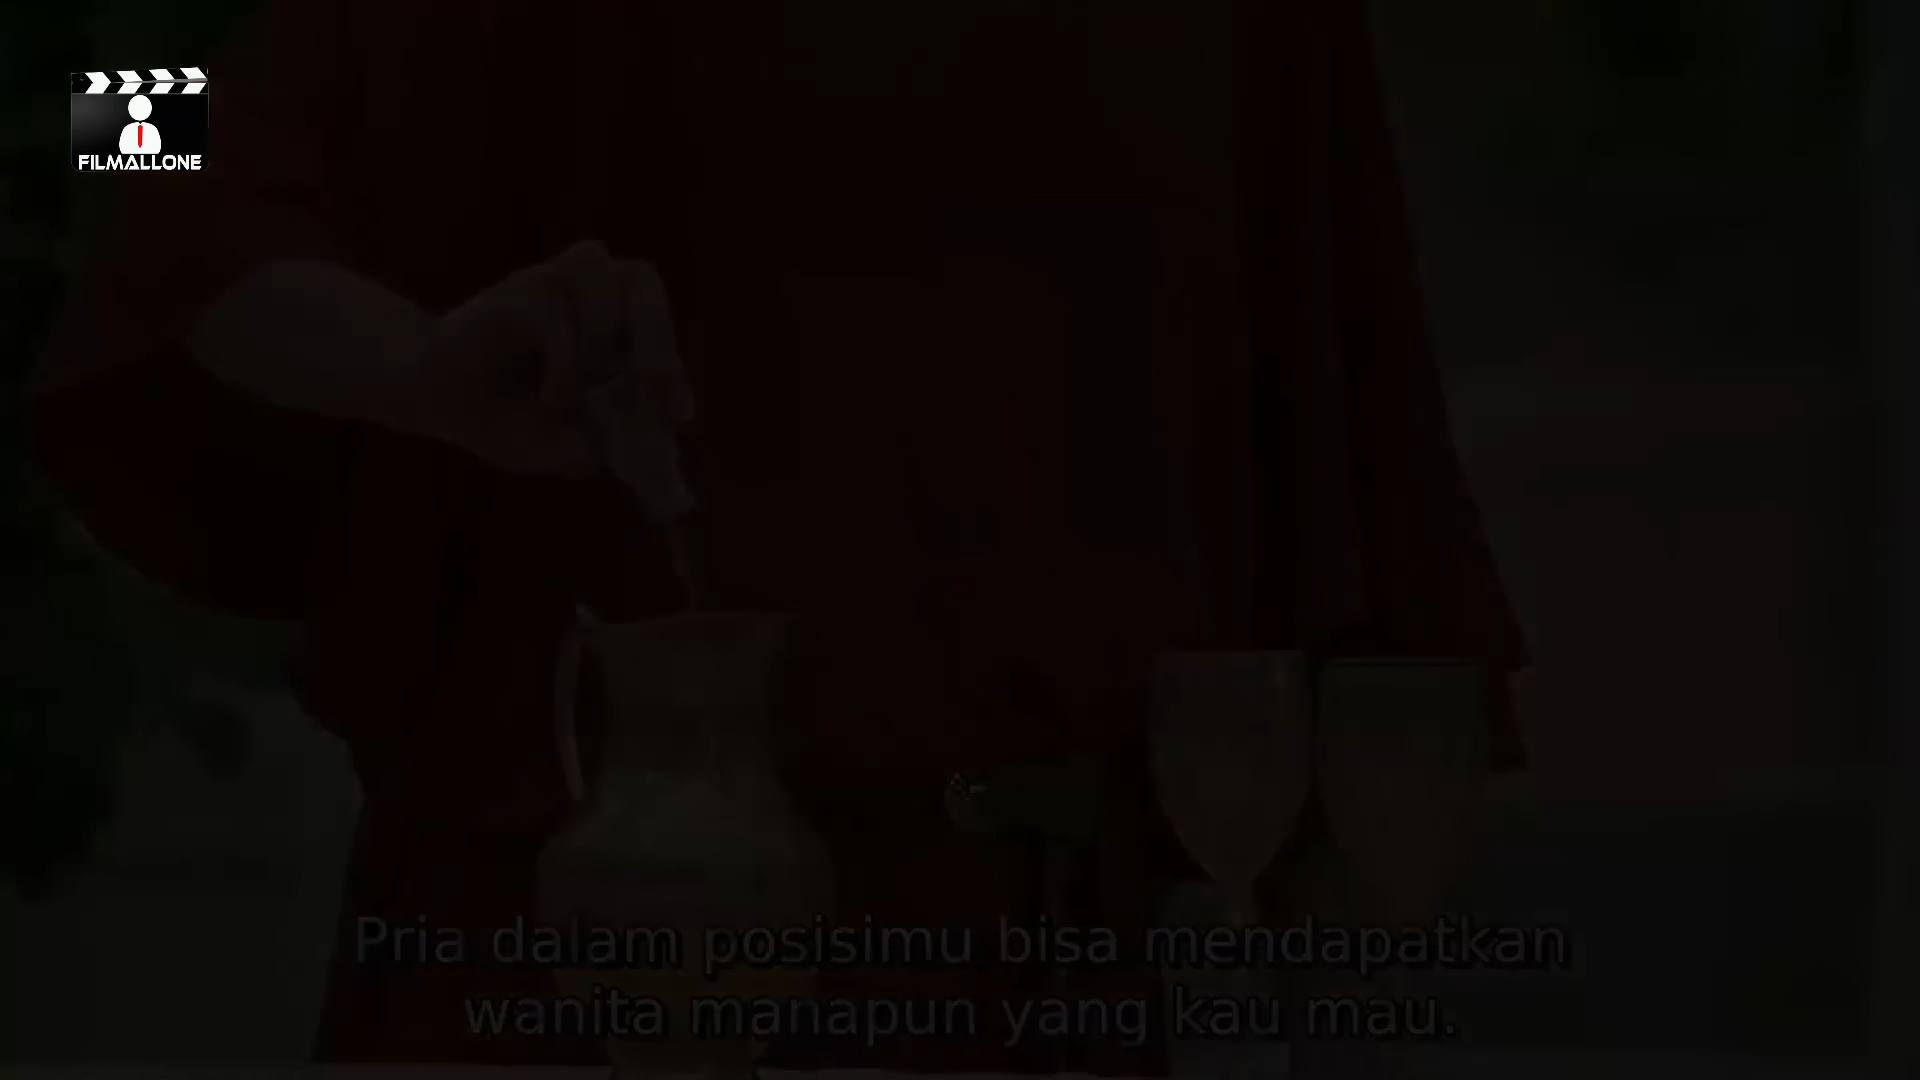 FILMALLONE
Pria dalam posisimu bisa mendapatkan
wanita manapun yang kau mau.